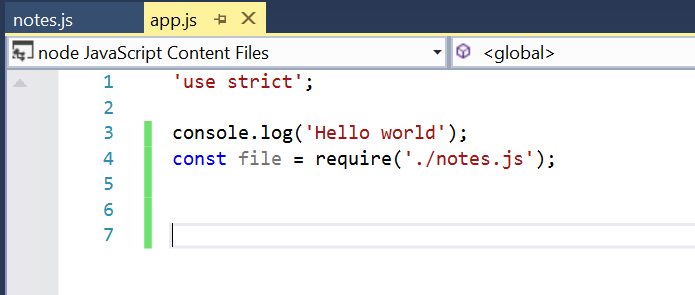 notes.js app.js
node JavaScript Content Files <global>
1 'use strict';
2
3 console.log('Hello world');
4 const file = require('./notes.js');
5
6
7